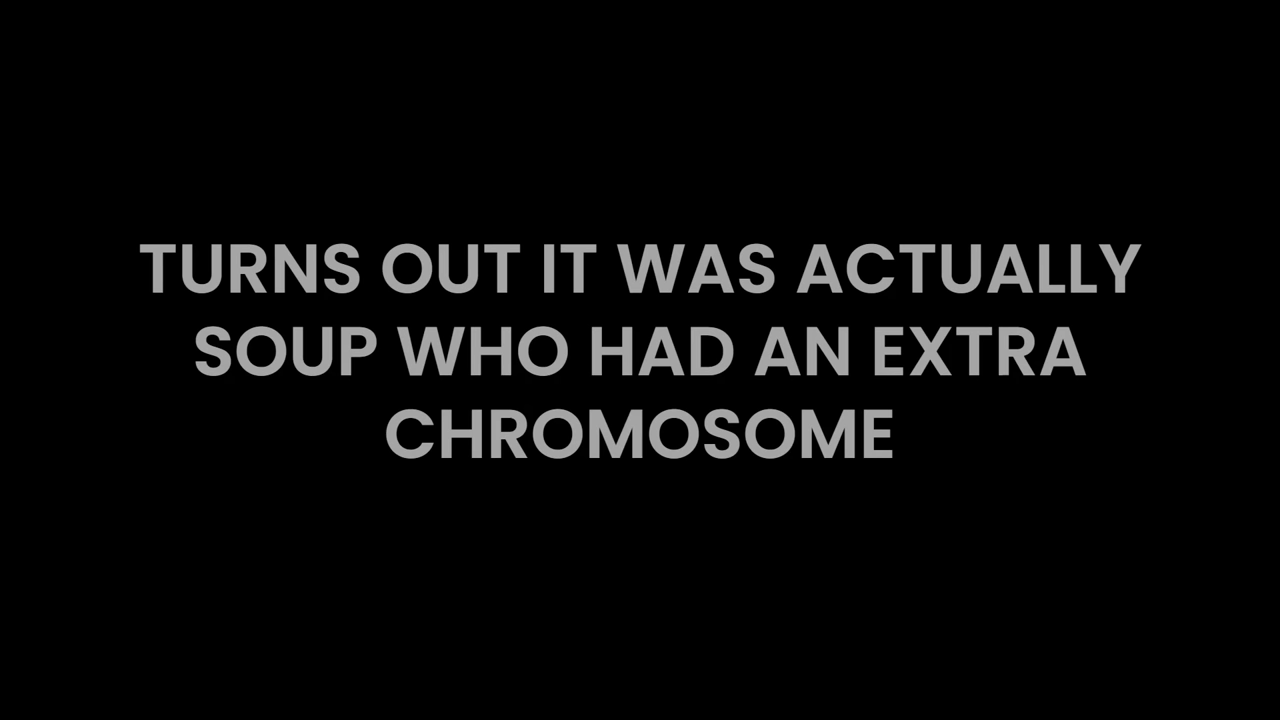 TURNS OUT IT WAS ACTUALLY
SOUP WHO HAD AN EXTRA
CHROMOSOME